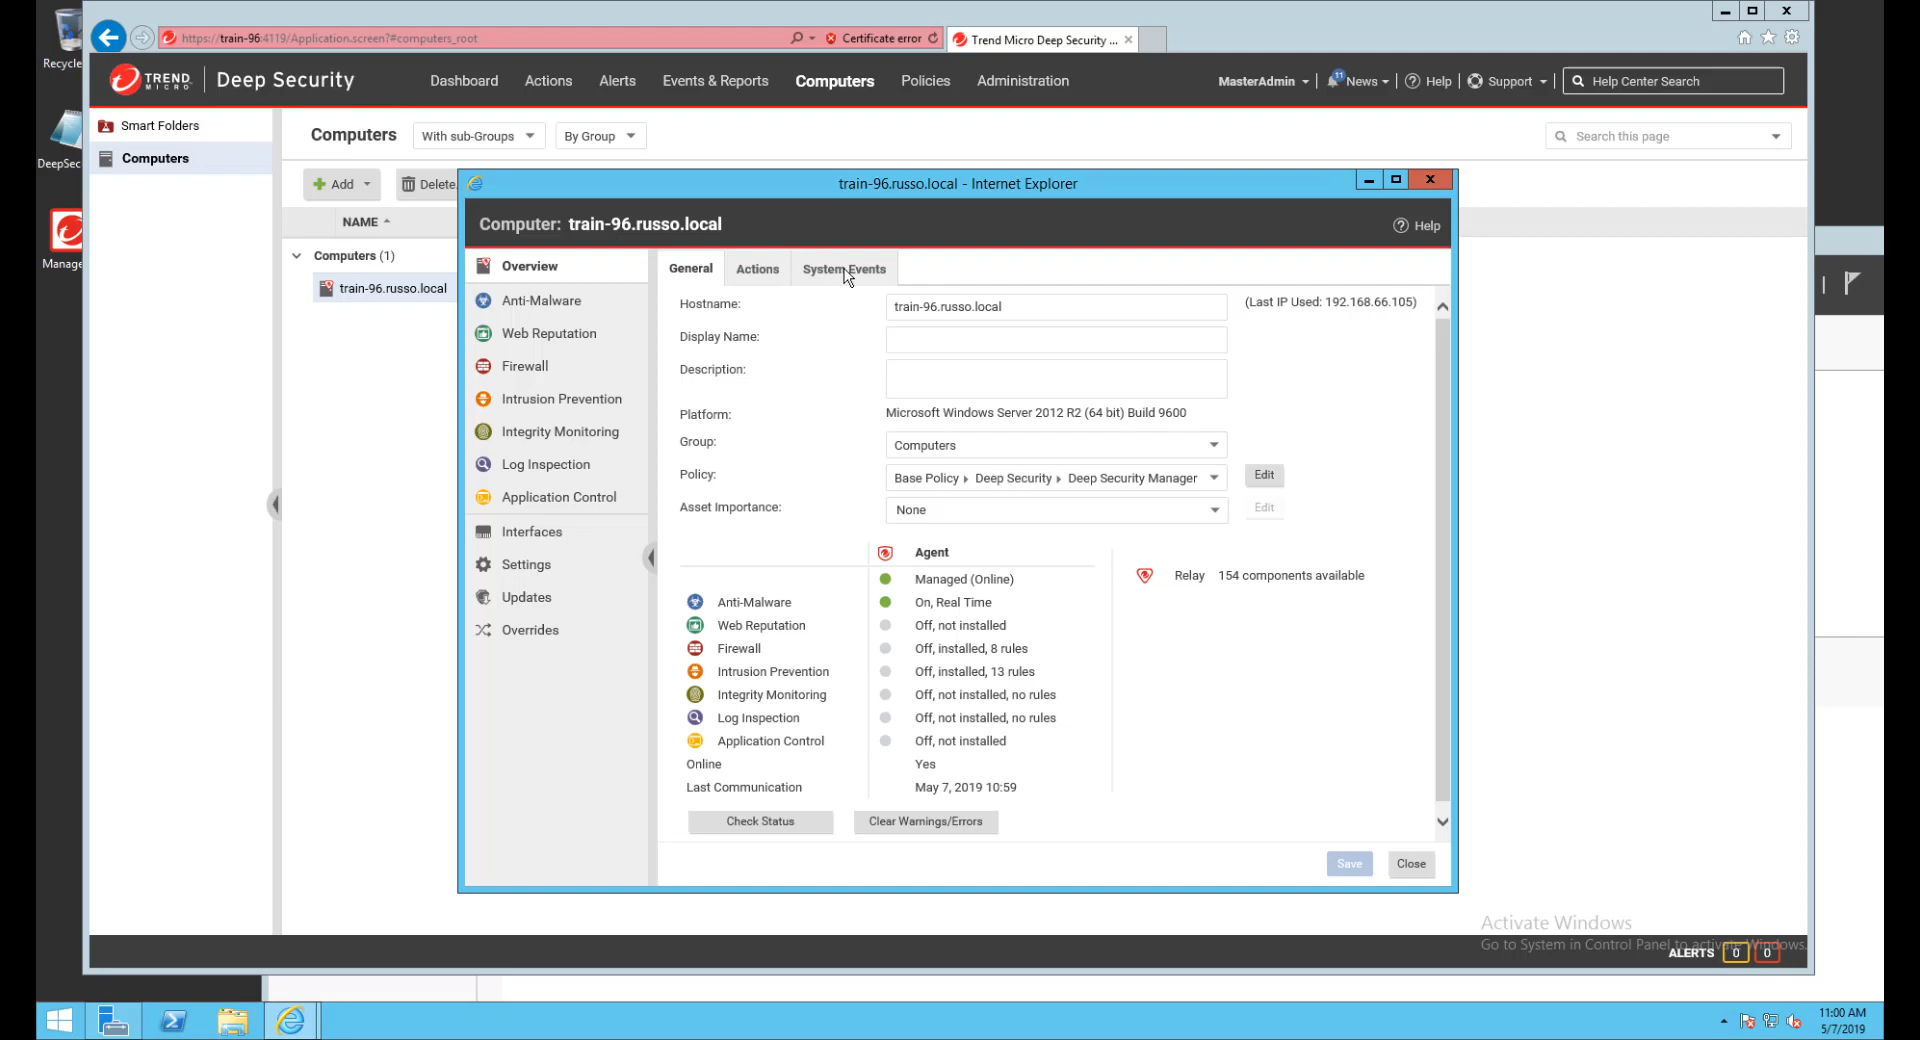 Recycle
DeepSec
Manage
https://train-96:4119/Application.screen?#computers_root
Certificate error
Trend Micro Deep Security ...
TREND MICRO
Deep Security
Dashboard
Actions
Alerts
Events & Reports
Computers
Policies
Administration
MasterAdmin
11
News
Help
Support
Help Center Search
Smart Folders
Computers
Computers
With sub-Groups
By Group
Search this page
Add
Delete
NAME
Computers (1)
train-96.russo.local
train-96.russo.local - Internet Explorer
Computer: train-96.russo.local
Help
Overview
Anti-Malware
Web Reputation
Firewall
Intrusion Prevention
Integrity Monitoring
Log Inspection
Application Control
Interfaces
Settings
Updates
Overrides
General
Actions
System Events
Hostname:
train-96.russo.local
(Last IP Used: 192.168.66.105)
Display Name:
Description:
Platform:
Microsoft Windows Server 2012 R2 (64 bit) Build 9600
Group:
Computers
Policy:
Base Policy ▸ Deep Security ▸ Deep Security Manager
Edit
Asset Importance:
None
Edit
Agent
Managed (Online)
Relay 154 components available
Anti-Malware
On, Real Time
Web Reputation
Off, not installed
Firewall
Off, installed, 8 rules
Intrusion Prevention
Off, installed, 13 rules
Integrity Monitoring
Off, not installed, no rules
Log Inspection
Off, not installed, no rules
Application Control
Off, not installed
Online
Yes
Last Communication
May 7, 2019 10:59
Check Status
Clear Warnings/Errors
Save
Close
Activate Windows
Go to System in Control Panel to activate Windows.
ALERTS 0 0
11:00 AM
5/7/2019